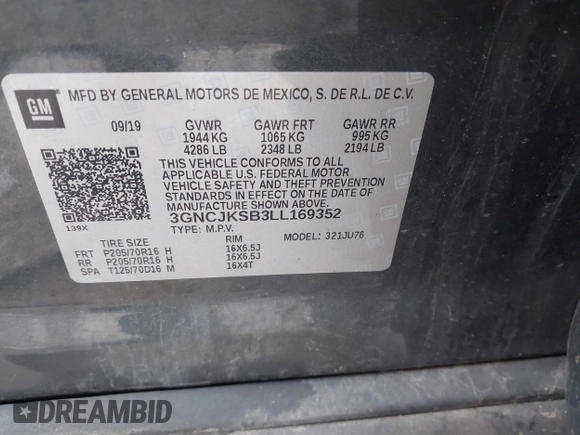 GM
MFD BY GENERAL MOTORS DE MEXICO, S. DE R.L. DE C.V.
09/19 GVWR GAWR FRT GAWR RR
1944 KG 1065 KG 995 KG
4286 LB 2348 LB 2194 LB
THIS VEHICLE CONFORMS TO ALL
APPLICABLE U.S. FEDERAL MOTOR
VEHICLE SAFETY AND THEFT PREVENTION
STANDARDS IN EFFECT ON THE DATE OF
MANUFACTURE SHOWN ABOVE.
3GNCJKSB3LL169352
139X TYPE: M.P.V. MODEL: 321JU76
TIRE SIZE RIM
FRT P205/70R16 H 16X6.5J
RR P205/70R16 H 16X6.5J
SPA T125/70D16 M 16X4T
DREAMBID